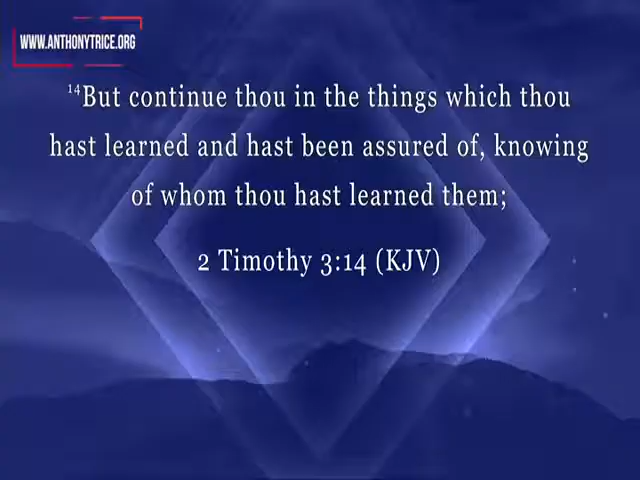 WWW.ANTHONYTRICE.ORG
¹⁴But continue thou in the things which thou
hast learned and hast been assured of, knowing
of whom thou hast learned them;
2 Timothy 3:14 (KJV)